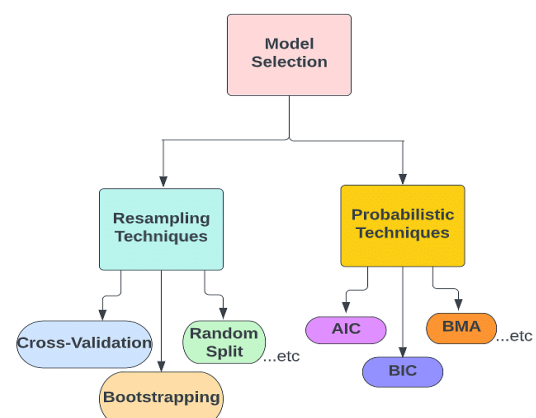 Model
Selection
Resampling
Techniques
Probabilistic
Techniques
Cross-Validation
Bootstrapping
Random
Split
...etc
AIC
BIC
BMA
...etc